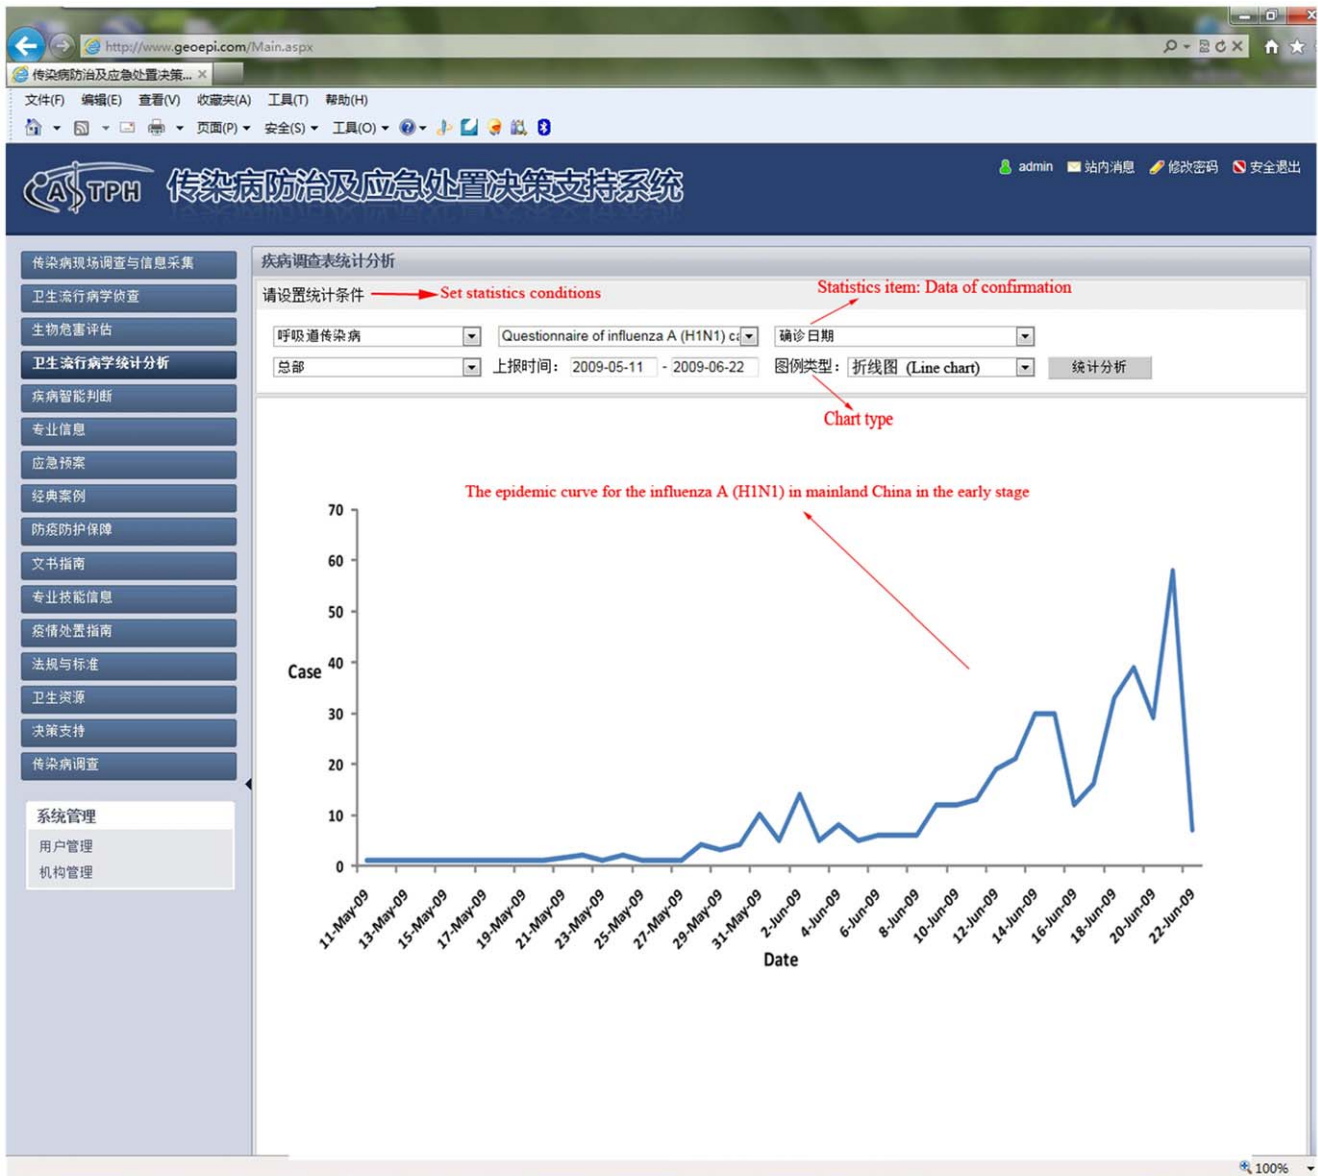 http://www.geoepi.com/Main.aspx
传染病防治及应急处置决策...
文件(F) 编辑(E) 查看(V) 收藏夹(A) 工具(T) 帮助(H)
页面(P) 安全(S) 工具(O)
CASTPH 传染病防治及应急处置决策支持系统
admin 站内消息 修改密码 安全退出
传染病现场调查与信息采集
卫生流行病学侦查
生物危害评估
卫生流行病学统计分析
疾病智能判断
专业信息
应急预案
经典案例
防疫防护保障
文书指南
专业技能信息
疫情处置指南
法规与标准
卫生资源
决策支持
传染病调查
系统管理
用户管理
机构管理
疾病调查表统计分析
请设置统计条件
Set statistics conditions
Statistics item: Data of confirmation
呼吸道传染病 Questionnaire of influenza A (H1N1) ca 确诊日期
总部 上报时间: 2009-05-11 - 2009-06-22 图例类型: 折线图 (Line chart) 统计分析
Chart type
The epidemic curve for the influenza A (H1N1) in mainland China in the early stage
70
60
50
40
30
20
10
0
Case
11-May-09
13-May-09
15-May-09
17-May-09
19-May-09
21-May-09
23-May-09
25-May-09
27-May-09
29-May-09
31-May-09
2-Jun-09
4-Jun-09
6-Jun-09
8-Jun-09
10-Jun-09
12-Jun-09
14-Jun-09
16-Jun-09
18-Jun-09
20-Jun-09
22-Jun-09
Date
100%